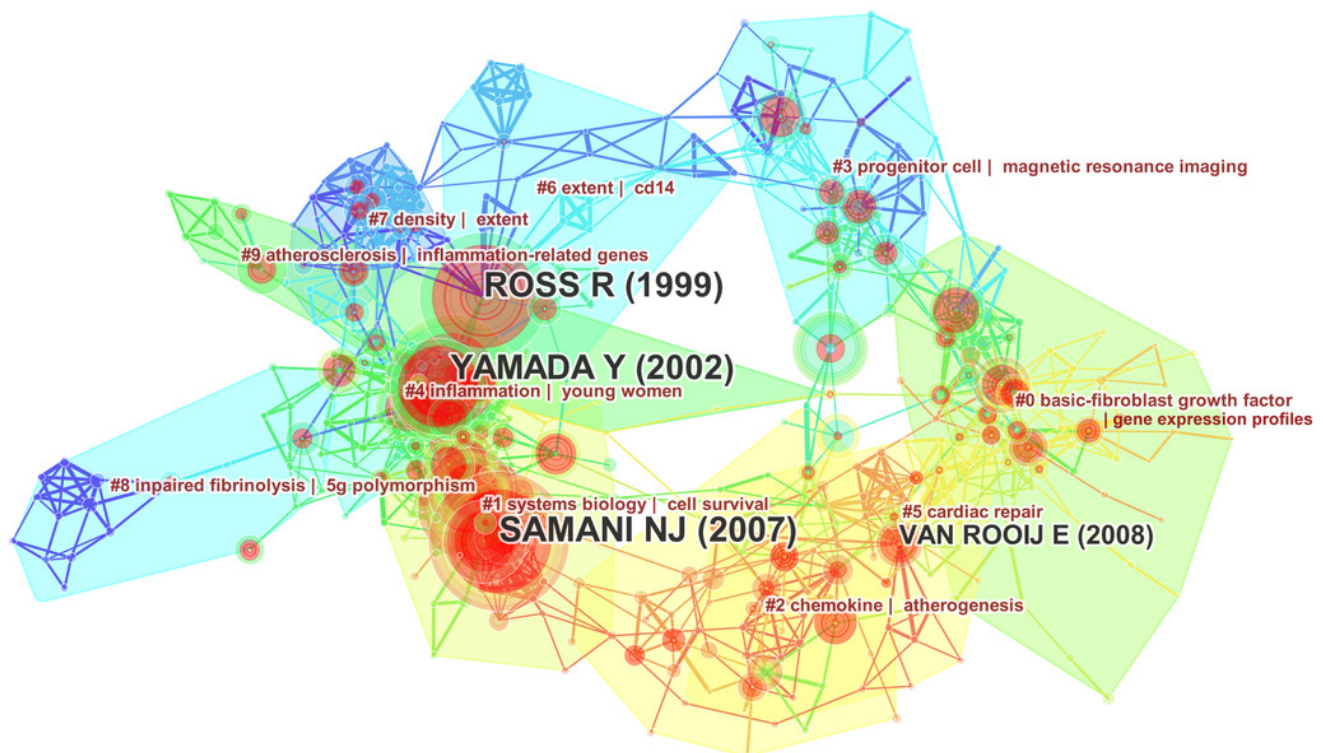 #3 progenitor cell | magnetic resonance imaging
#6 extent | cd14
#7 density | extent
#9 atherosclerosis | inflammation-related genes
ROSS R (1999)
YAMADA Y (2002)
#4 inflammation | young women
#0 basic-fibroblast growth factor
| gene expression profiles
#8 inpaired fibrinolysis | 5g polymorphism
#1 systems biology | cell survival
SAMANI NJ (2007)
#5 cardiac repair
VAN ROOIJ E (2008)
#2 chemokine | atherogenesis